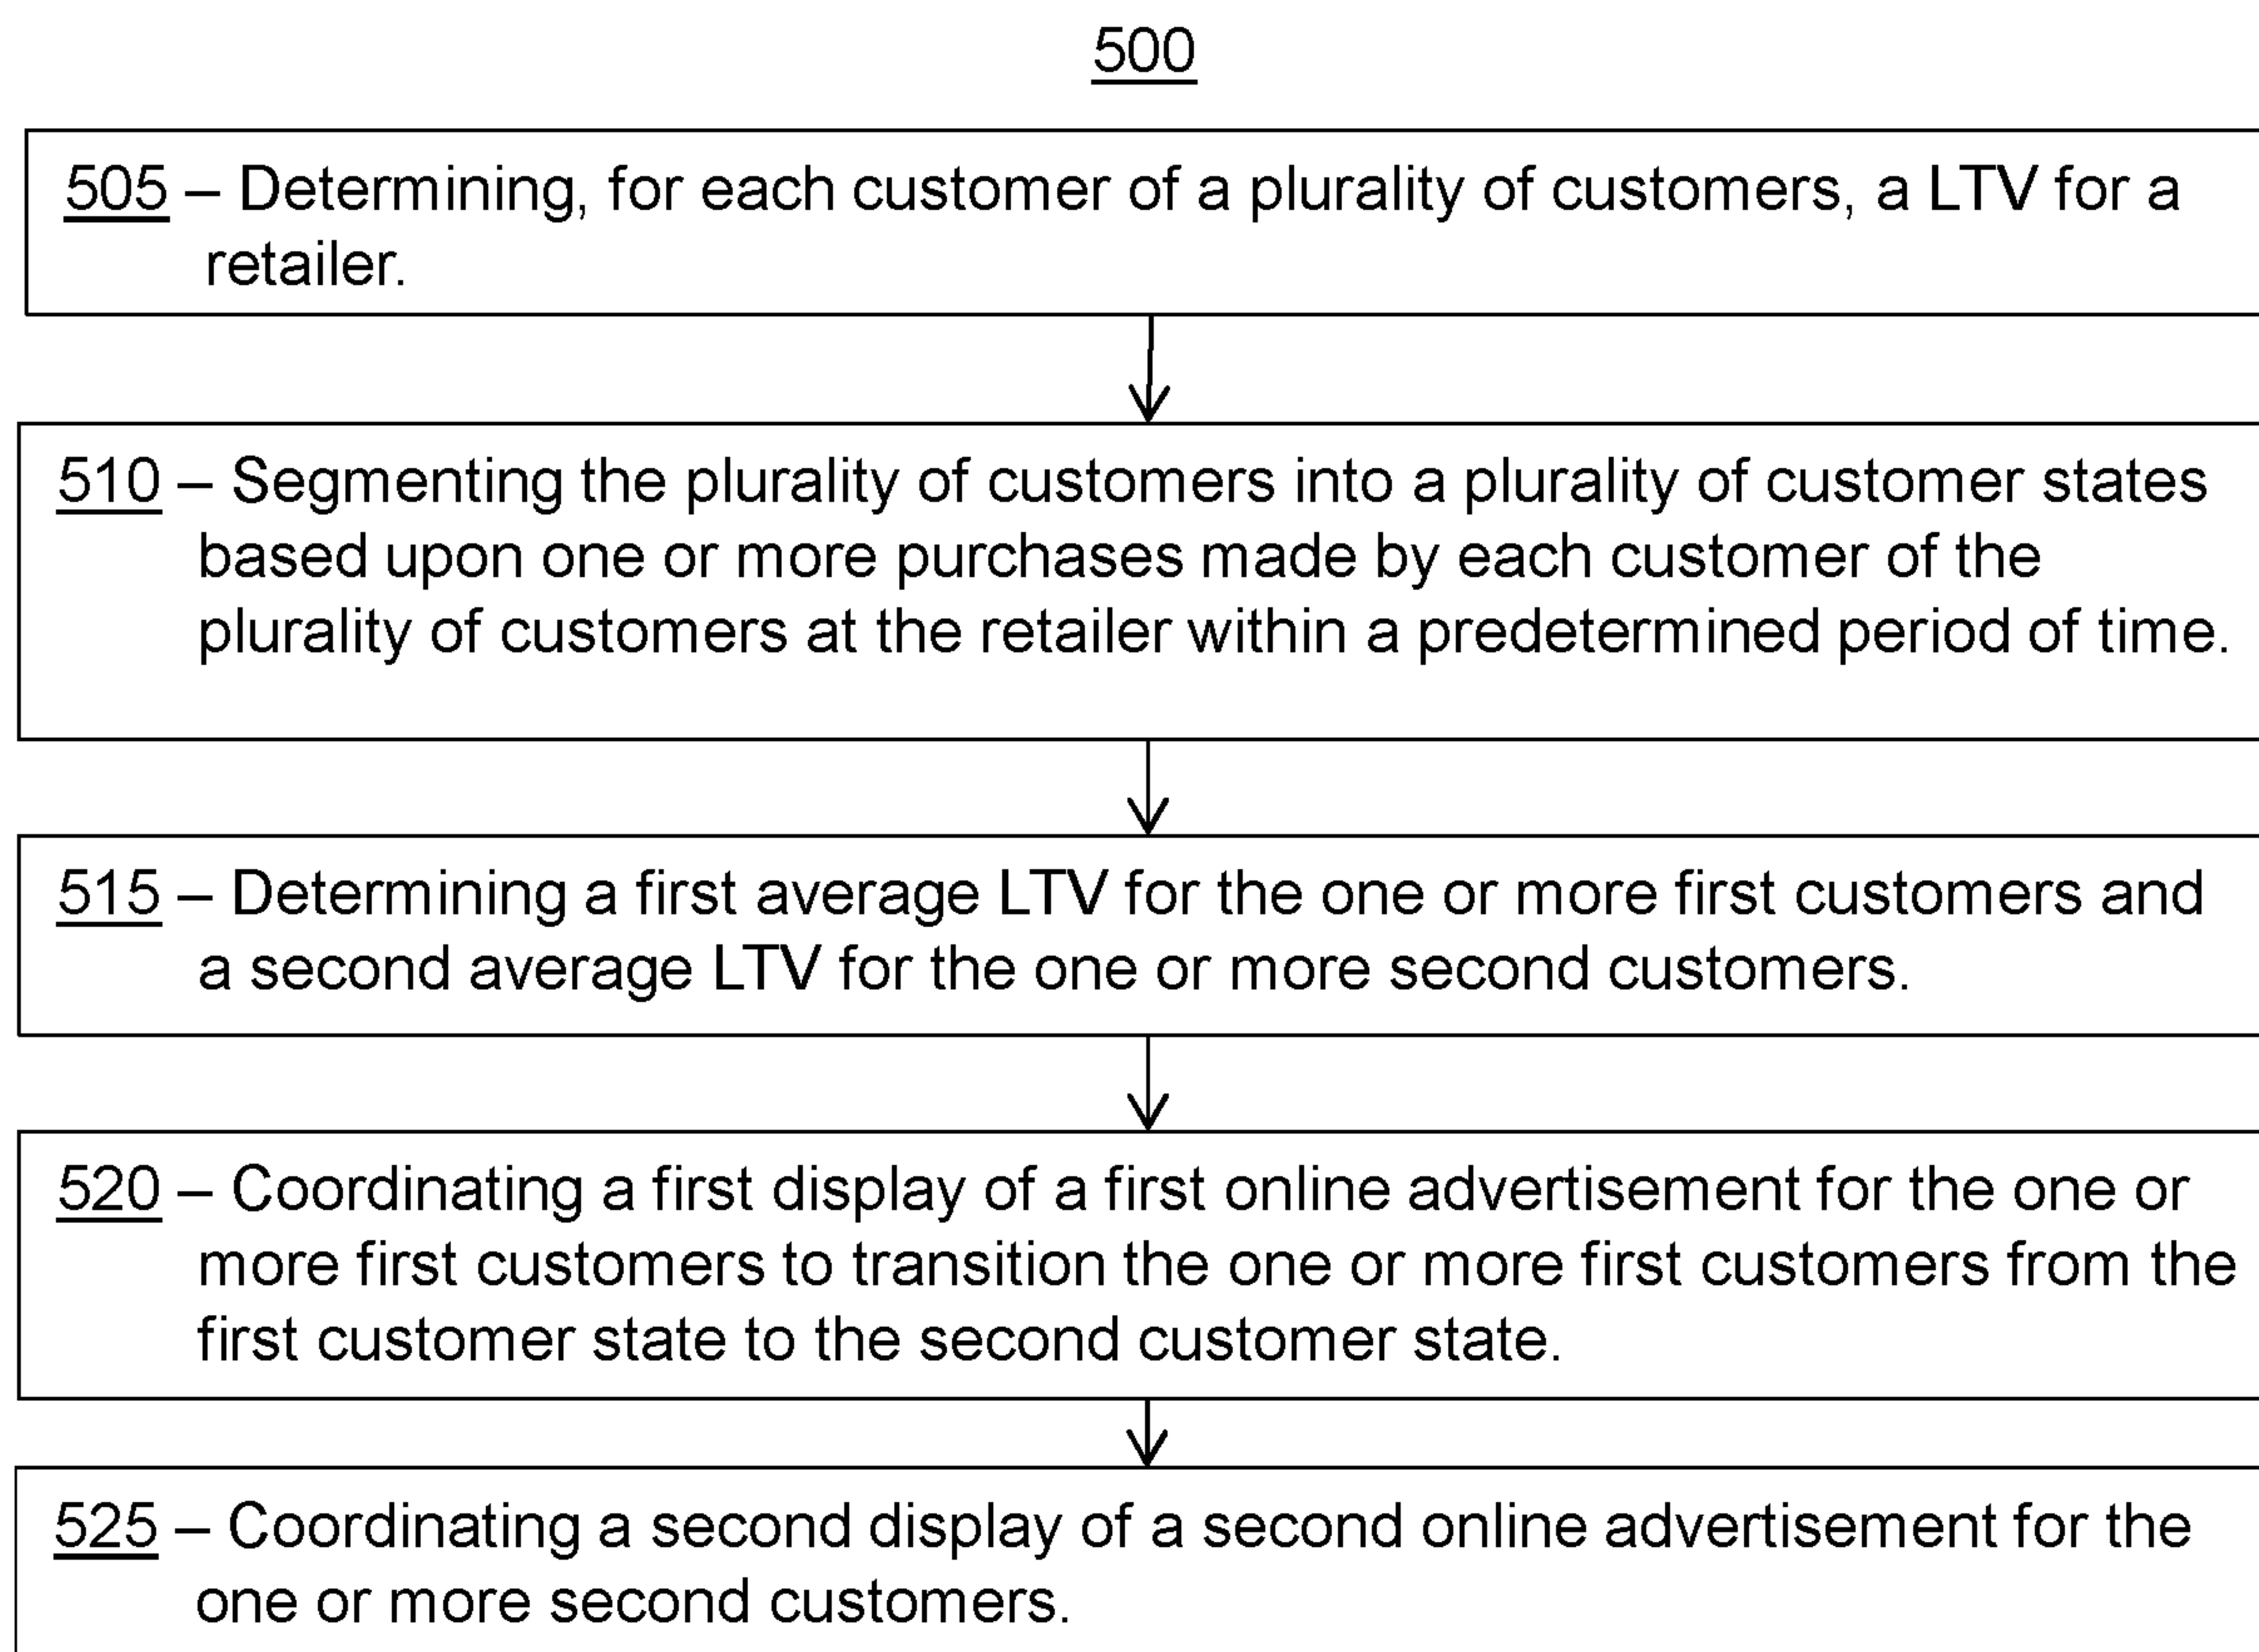 500
505 – Determining, for each customer of a plurality of customers, a LTV for a
retailer.
510 – Segmenting the plurality of customers into a plurality of customer states
based upon one or more purchases made by each customer of the
plurality of customers at the retailer within a predetermined period of time.
515 – Determining a first average LTV for the one or more first customers and
a second average LTV for the one or more second customers.
520 – Coordinating a first display of a first online advertisement for the one or
more first customers to transition the one or more first customers from the
first customer state to the second customer state.
525 – Coordinating a second display of a second online advertisement for the
one or more second customers.